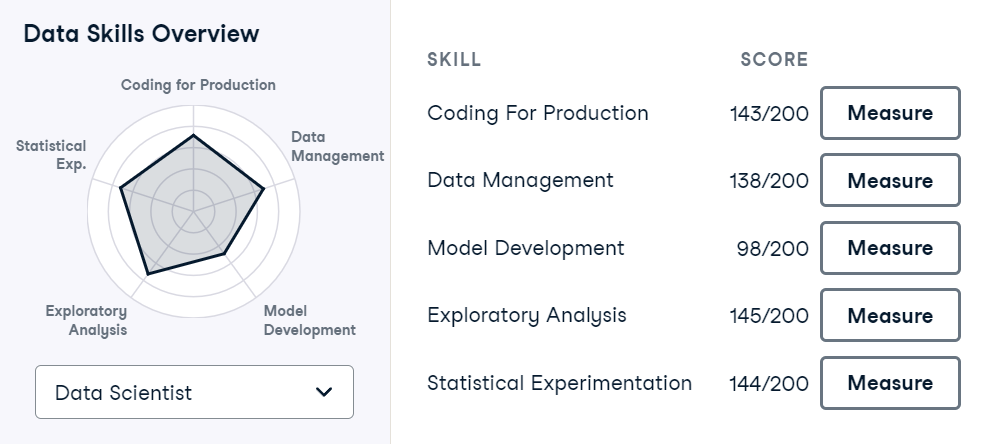 Data Skills Overview
Coding for Production
Data
Management
Statistical
Exp.
Exploratory
Analysis
Model
Development
Data Scientist
SKILL SCORE
Coding For Production 143/200 Measure
Data Management 138/200 Measure
Model Development 98/200 Measure
Exploratory Analysis 145/200 Measure
Statistical Experimentation 144/200 Measure